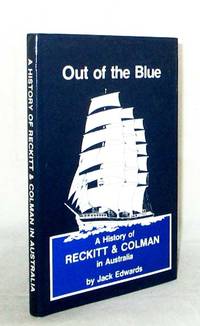 Out of the Blue
A History of
RECKITT & COLMAN
in Australia
by Jack Edwards
A HISTORY OF RECKITT & COLMAN IN AUSTRALIA